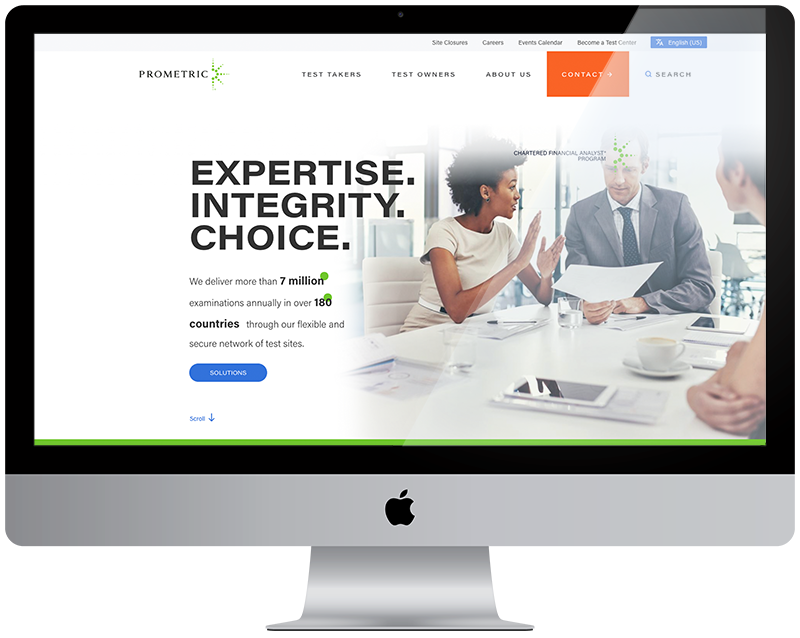 Site Closures Careers Events Calendar Become a Test Center English (US)
PROMETRIC TEST TAKERS TEST OWNERS ABOUT US CONTACT → SEARCH
CHARTERED FINANCIAL ANALYST®
PROGRAM
EXPERTISE.
INTEGRITY.
CHOICE.
We deliver more than 7 million
examinations annually in over 180
countries through our flexible and
secure network of test sites.
SOLUTIONS
Scroll ↓